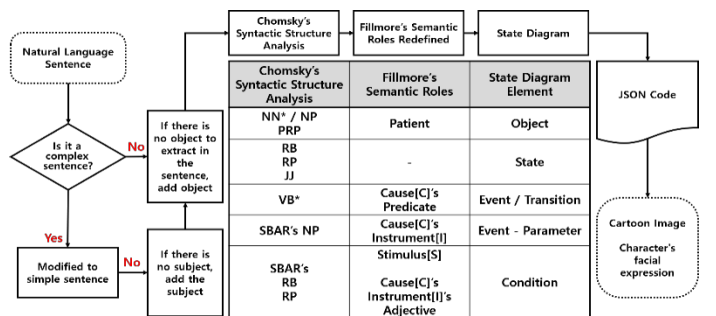 Natural Language
Sentence
Is it a
complex
sentence?
No
Yes
Modified to
simple sentence
No
If there is
no object to
extract in
the
sentence,
add object
If there is
no subject,
add the
subject
Chomsky's
Syntactic Structure
Analysis
Fillmore's Semantic
Roles Redefined
State Diagram
Chomsky's
Syntactic Structure
Analysis
Fillmore's
Semantic Roles
State Diagram
Element
NN* / NP
PRP
Patient
Object
RB
RP
JJ
-
State
VB*
Cause[C]'s
Predicate
Event / Transition
SBAR's NP
Cause[C]'s
Instrument[I]
Event - Parameter
SBAR's
RB
RP
Stimulus[S]
Cause[C]'s
Instrument[I]'s
Adjective
Condition
JSON Code
Cartoon Image
Character's
facial
expression